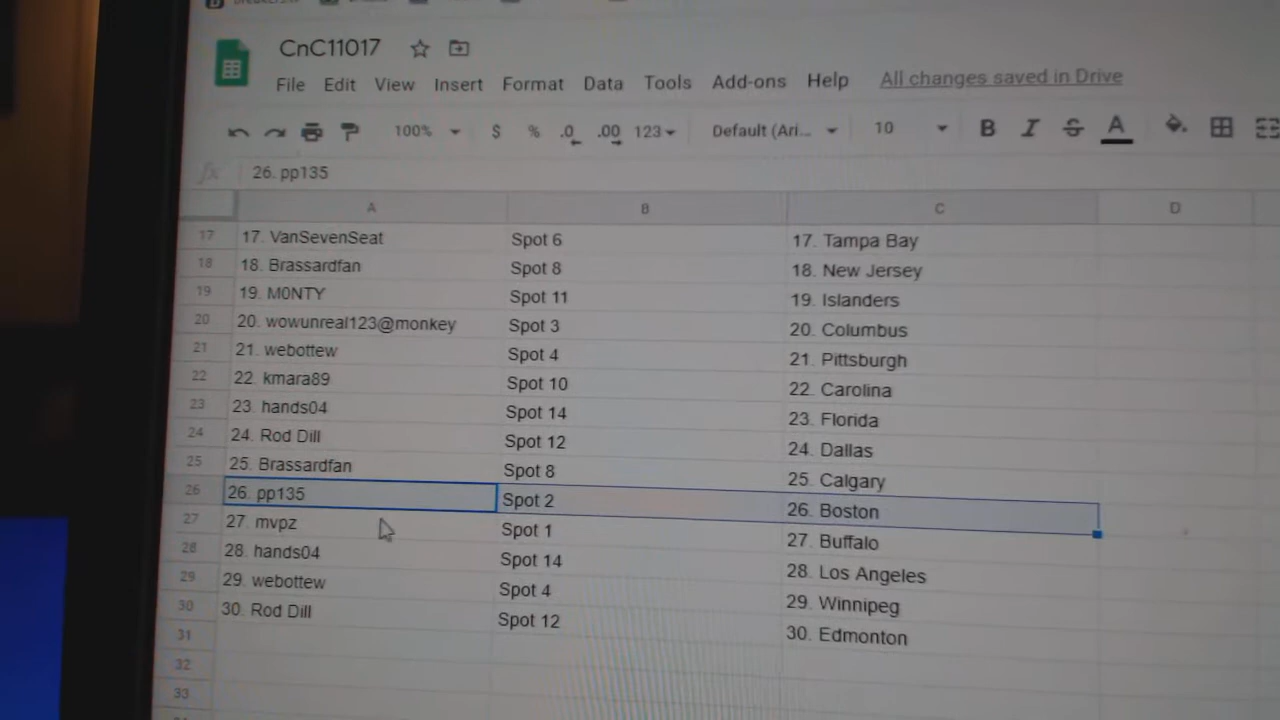 CnC11017
File Edit View Insert Format Data Tools Add-ons Help All changes saved in Drive
100% $ % .0 .00 123 Default (Ari... 10 B I S A
fx 26. pp135
A B C D
17 17. VanSevenSeat Spot 6 17. Tampa Bay
18 18. Brassardfan Spot 8 18. New Jersey
19 19. M0NTY Spot 11 19. Islanders
20 20. wowunreal123@monkey Spot 3 20. Columbus
21 21. webottew Spot 4 21. Pittsburgh
22 22. kmara89 Spot 10 22. Carolina
23 23. hands04 Spot 14 23. Florida
24 24. Rod Dill Spot 12 24. Dallas
25 25. Brassardfan Spot 8 25. Calgary
26 26. pp135 Spot 2 26. Boston
27 27. mvpz Spot 1 27. Buffalo
28 28. hands04 Spot 14 28. Los Angeles
29 29. webottew Spot 4 29. Winnipeg
30 30. Rod Dill Spot 12 30. Edmonton
31
32
33